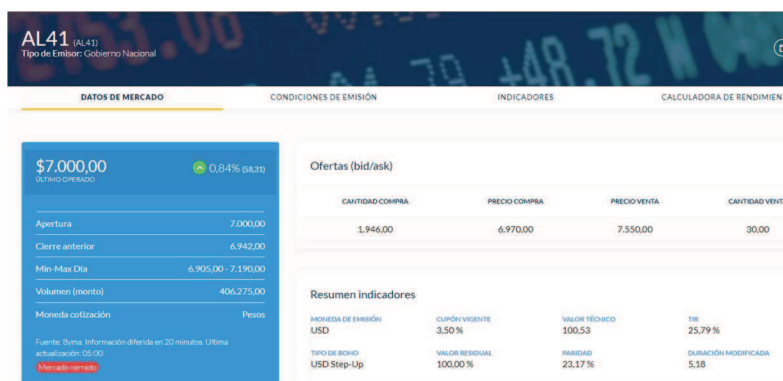 AL41 (AL41)
Tipo de Emisor: Gobierno Nacional
DATOS DE MERCADO
CONDICIONES DE EMISIÓN
INDICADORES
CALCULADORA DE RENDIMIEN
$7.000,00
0,84% (58,31)
ÚLTIMO OPERADO
Apertura 7.000,00
Cierre anterior 6.942,00
Min-Max Día 6.905,00 - 7.190,00
Volumen (monto) 406.275,00
Moneda cotización Pesos
Fuente: Byma. Información diferida en 20 minutos. Ultima
actualización: 05:00
Mercado cerrado
Ofertas (bid/ask)
CANTIDAD COMPRA PRECIO COMPRA PRECIO VENTA CANTIDAD VENT
1.946,00 6.970,00 7.550,00 30,00
Resumen indicadores
MONEDA DE EMISIÓN CUPÓN VIGENTE VALOR TÉCNICO TIR
USD 3,50 % 100,53 25,79 %
TIPO DE BONO VALOR RESIDUAL PARIDAD DURACIÓN MODIFICADA
USD Step-Up 100,00 % 23,17 % 5,18